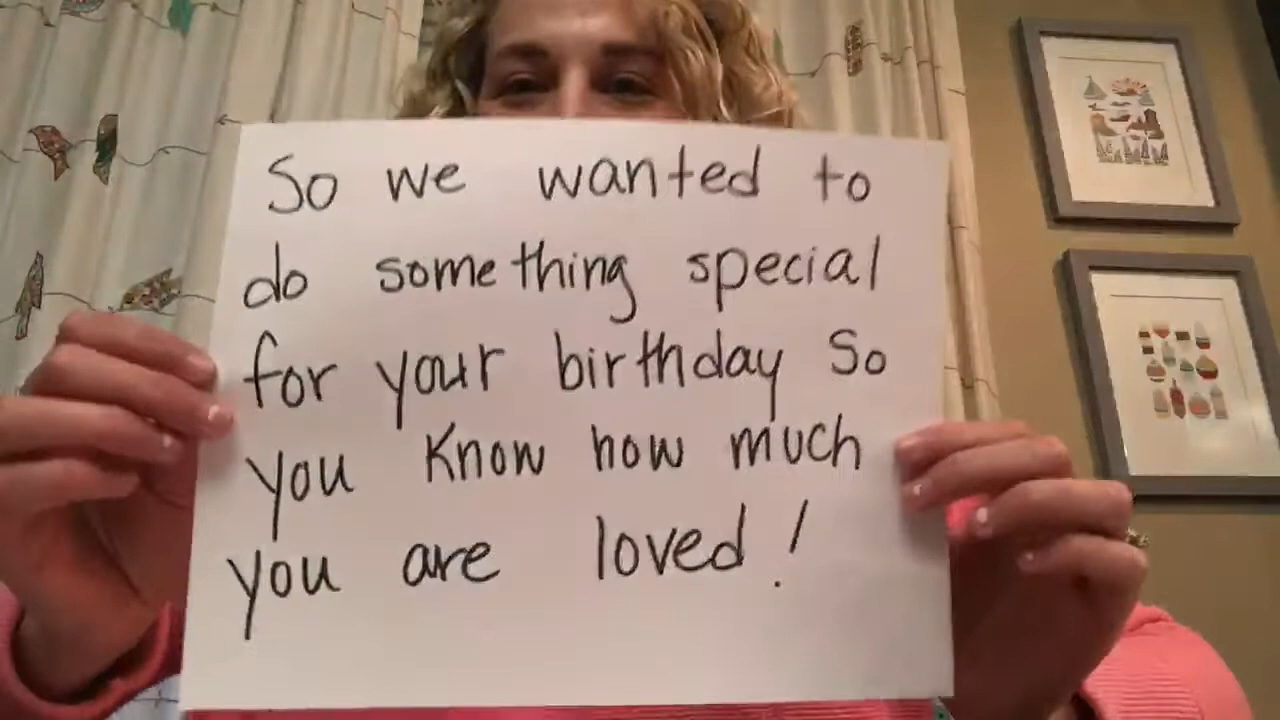 So we wanted to
do something special
for your birthday So
you Know how much
you are loved!